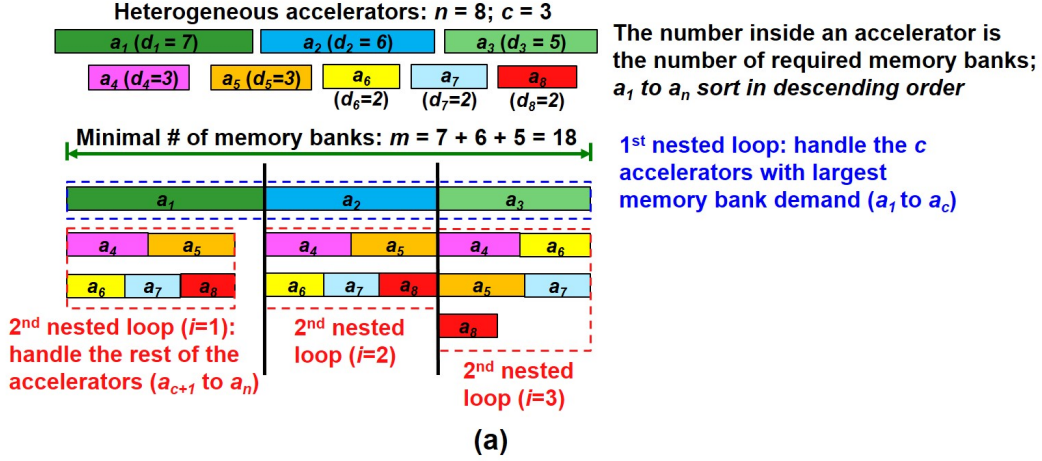 Heterogeneous accelerators: n = 8; c = 3
a1 (d1 = 7)
a2 (d2 = 6)
a3 (d3 = 5)
a4 (d4=3)
a5 (d5=3)
a6
(d6=2)
a7
(d7=2)
a8
(d8=2)
The number inside an accelerator is
the number of required memory banks;
a1 to an sort in descending order
Minimal # of memory banks: m = 7 + 6 + 5 = 18
1st nested loop: handle the c
accelerators with largest
memory bank demand (a1 to ac)
a1
a2
a3
a4
a5
a4
a5
a4
a6
a6
a7
a8
a6
a7
a8
a5
a7
a8
2nd nested loop (i=1):
handle the rest of the
accelerators (ac+1 to an)
2nd nested
loop (i=2)
2nd nested
loop (i=3)
(a)